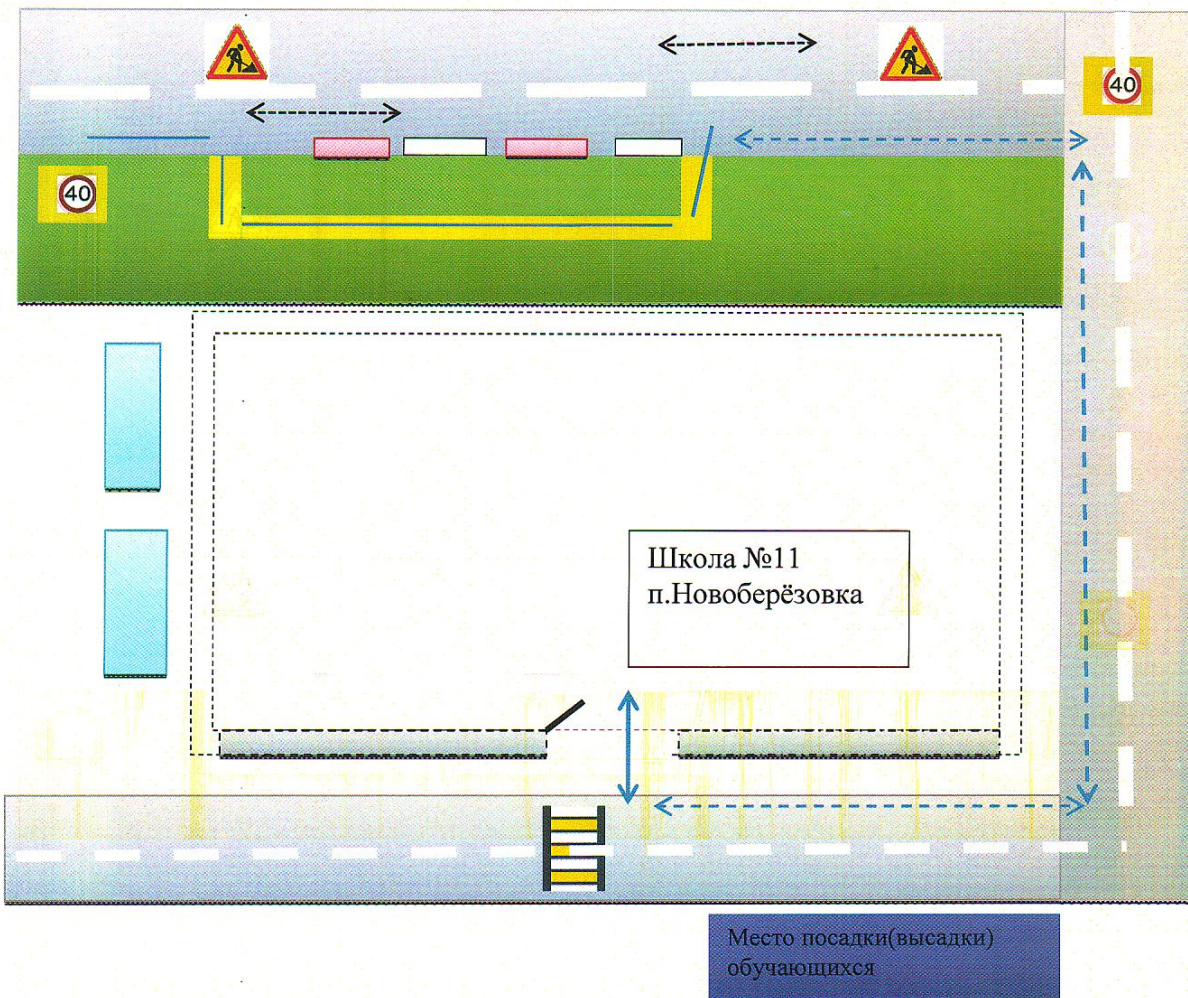 40
40
Школа №11
п.Новоберёзовка
Место посадки(высадки)
обучающихся